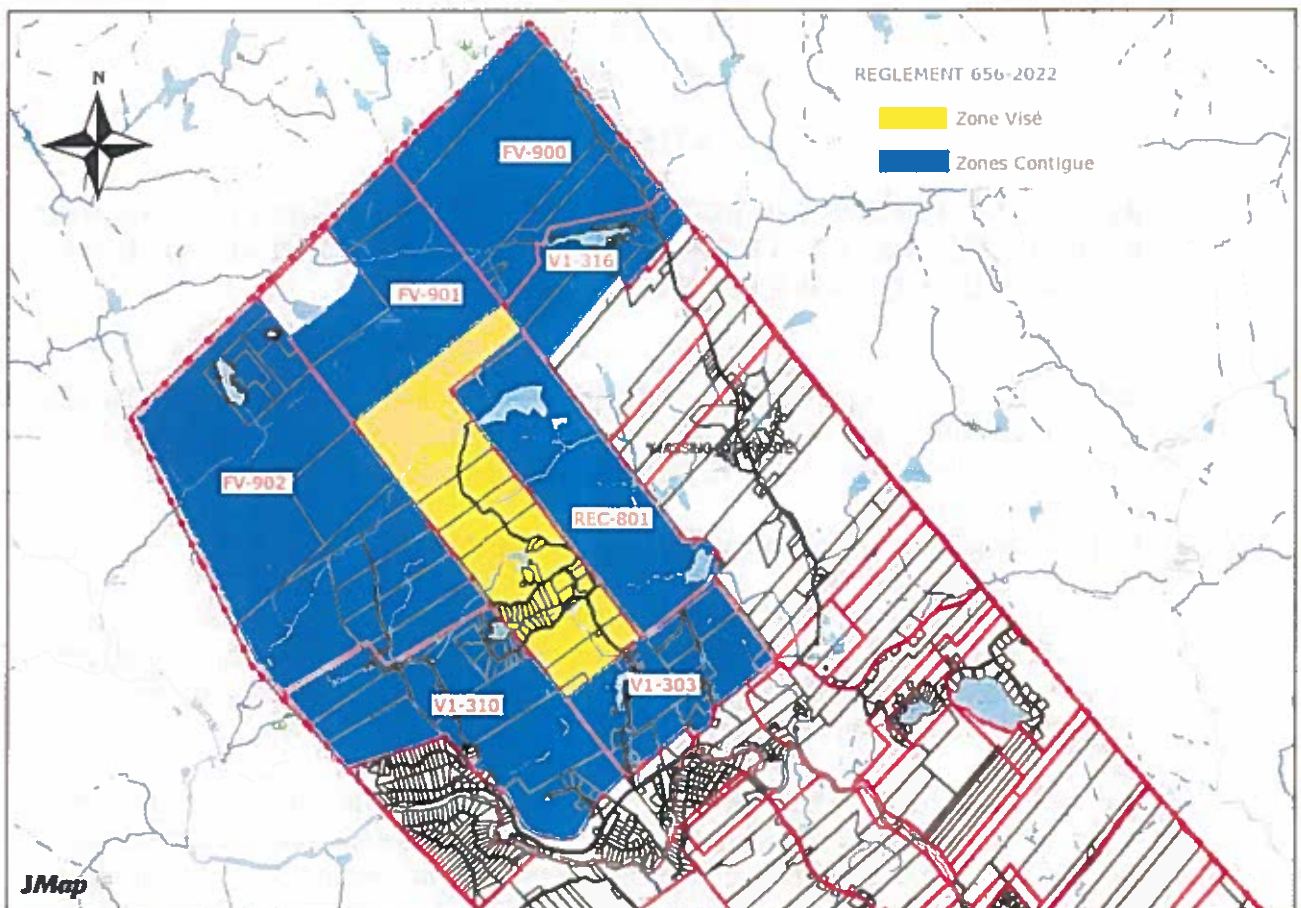 N
REGLEMENT 656-2022
Zone Visé
Zones Contigue
FV-900
V1-316
FV-901
FV-902
REC-801
V1-303
V1-310
JMap